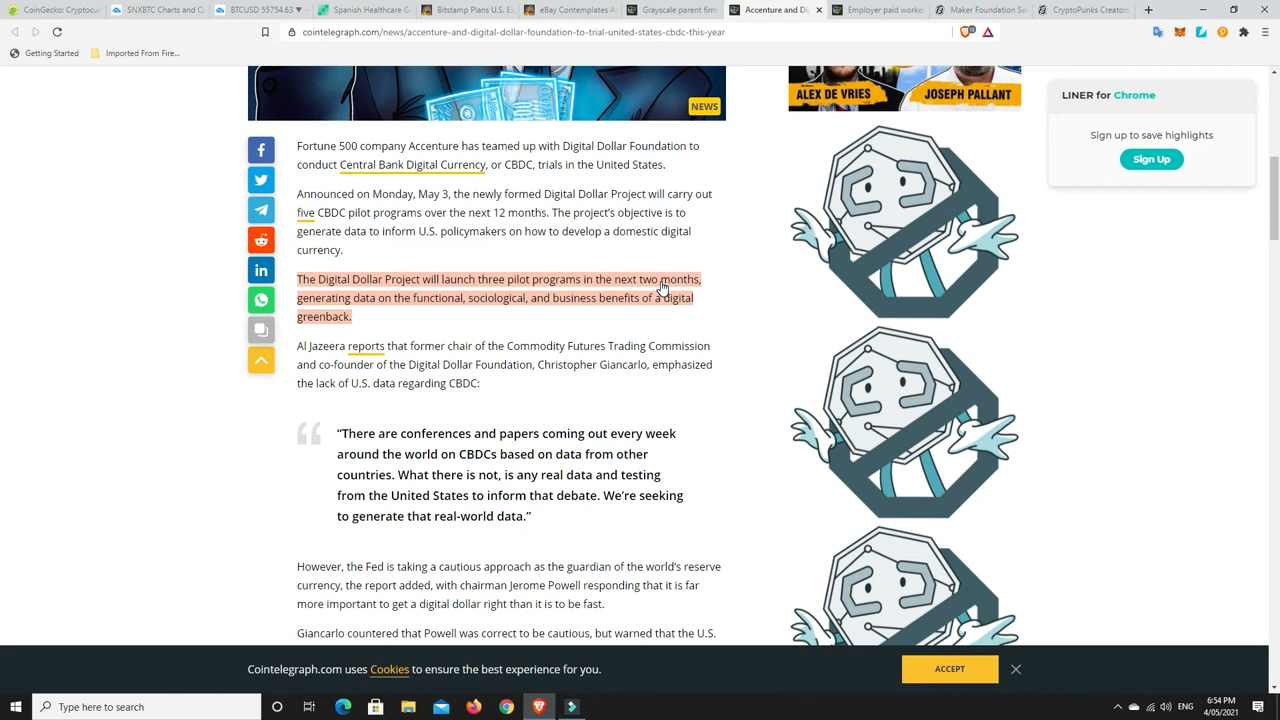 CoinGecko: Cryptocurr
SNXBTC Charts and Q
BTCUSD 55754.63
Spanish Healthcare G
Bitstamp Plans U.S. Ex
eBay Contemplates A
Grayscale parent firm
Accenture and Di
Employer paid worke
Maker Foundation Se
CryptoPunks Creators
cointelegraph.com/news/accenture-and-digital-dollar-foundation-to-trial-united-states-cbdc-this-year
Getting Started
Imported From Fire...
NEWS
ALEX DE VRIES
JOSEPH PALLANT
LINER for Chrome
Sign up to save highlights
Sign Up
Fortune 500 company Accenture has teamed up with Digital Dollar Foundation to
conduct Central Bank Digital Currency, or CBDC, trials in the United States.
Announced on Monday, May 3, the newly formed Digital Dollar Project will carry out
five CBDC pilot programs over the next 12 months. The project's objective is to
generate data to inform U.S. policymakers on how to develop a domestic digital
currency.
The Digital Dollar Project will launch three pilot programs in the next two months,
generating data on the functional, sociological, and business benefits of a digital
greenback.
Al Jazeera reports that former chair of the Commodity Futures Trading Commission
and co-founder of the Digital Dollar Foundation, Christopher Giancarlo, emphasized
the lack of U.S. data regarding CBDC:
“There are conferences and papers coming out every week
around the world on CBDCs based on data from other
countries. What there is not, is any real data and testing
from the United States to inform that debate. We’re seeking
to generate that real-world data.”
However, the Fed is taking a cautious approach as the guardian of the world’s reserve
currency, the report added, with chairman Jerome Powell responding that it is far
more important to get a digital dollar right than it is to be fast.
Giancarlo countered that Powell was correct to be cautious, but warned that the U.S.
Cointelegraph.com uses Cookies to ensure the best experience for you.
ACCEPT
Type here to search
ENG
6:54 PM
4/05/2021